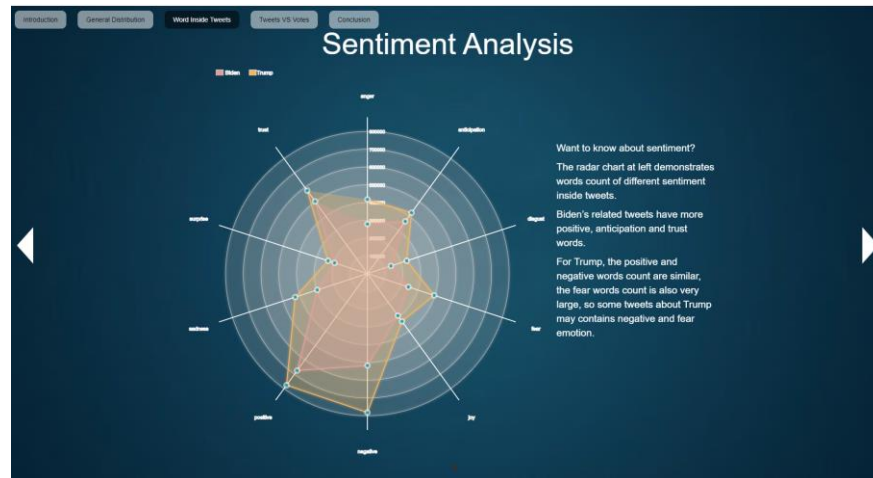 Introduction
General Distribution
Word Inside Tweets
Tweets VS Votes
Conclusion
Sentiment Analysis
Biden
Trump
anger
trust
anticipation
surprise
disgust
sadness
fear
positive
joy
negative
Want to know about sentiment?
The radar chart at left demonstrates
words count of different sentiment
inside tweets.
Biden's related tweets have more
positive, anticipation and trust
words.
For Trump, the positive and
negative words count are similar,
the fear words count is also very
large, so some tweets about Trump
may contains negative and fear
emotion.